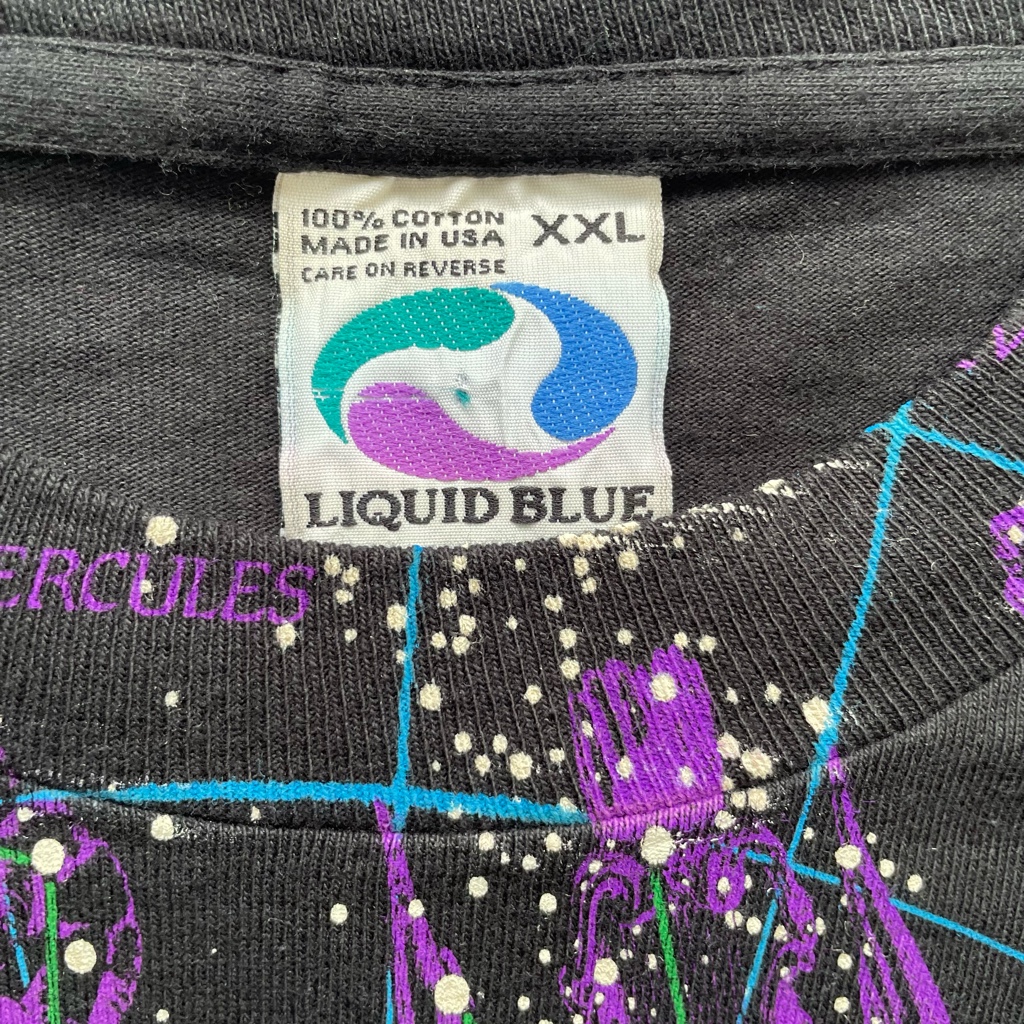 100% COTTON XXL
MADE IN USA
CARE ON REVERSE
LIQUID BLUE
ERCULES